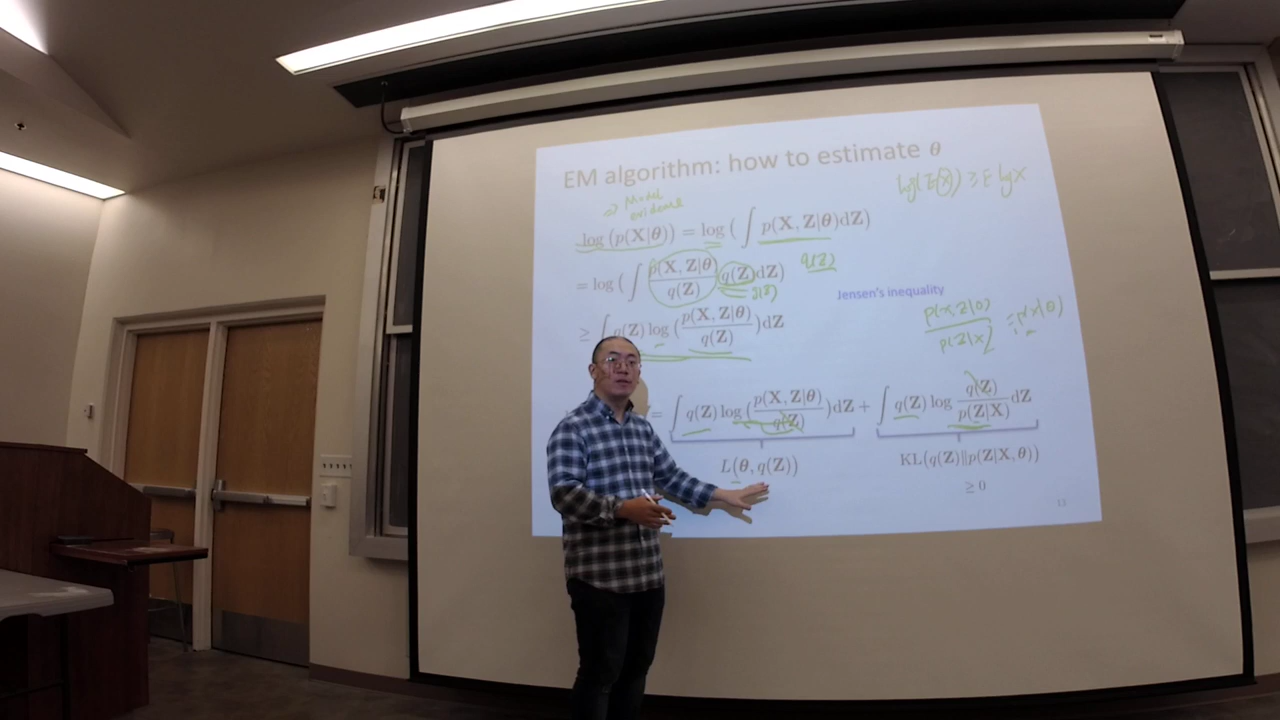 EM algorithm: how to estimate θ
log(E(X)) ≥ E log X
⇒ Model
evidence
log (p(X|θ)) = log ( ∫ p(X, Z|θ)dZ)
q(Z)
= log ( ∫ p(X, Z|θ) / q(Z) q(Z)dZ)
Jensen's inequality
≥ ∫ q(Z) log ( p(X, Z|θ) / q(Z) )dZ
p(X,Z|θ) / p(Z|X) = p(X|θ)
= ∫ q(Z) log ( p(X, Z|θ) / q(Z) )dZ + ∫ q(Z) log q(Z) / p(Z|X) dZ
L(θ, q(Z))
KL(q(Z)||p(Z|X, θ))
≥ 0